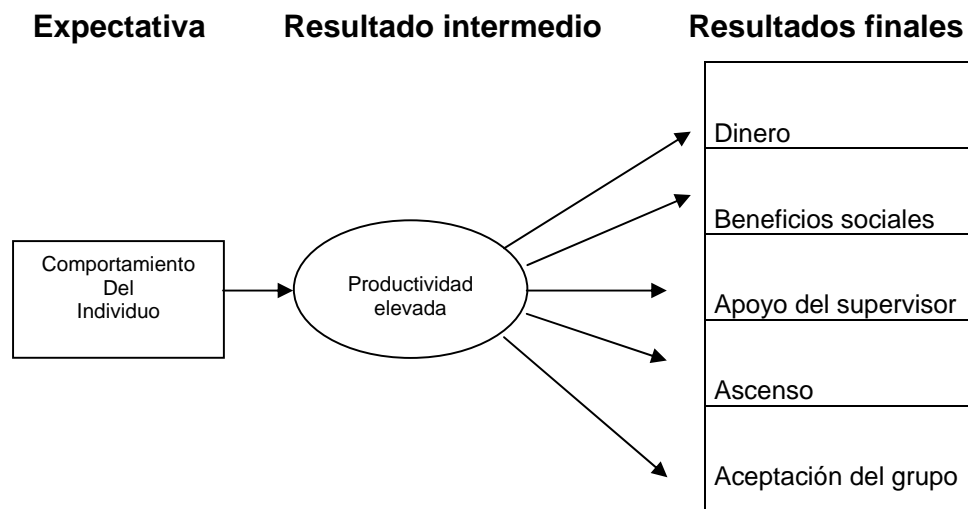 Expectativa Resultado intermedio Resultados finales
Comportamiento
Del
Individuo
Productividad
elevada
Dinero
Beneficios sociales
Apoyo del supervisor
Ascenso
Aceptación del grupo